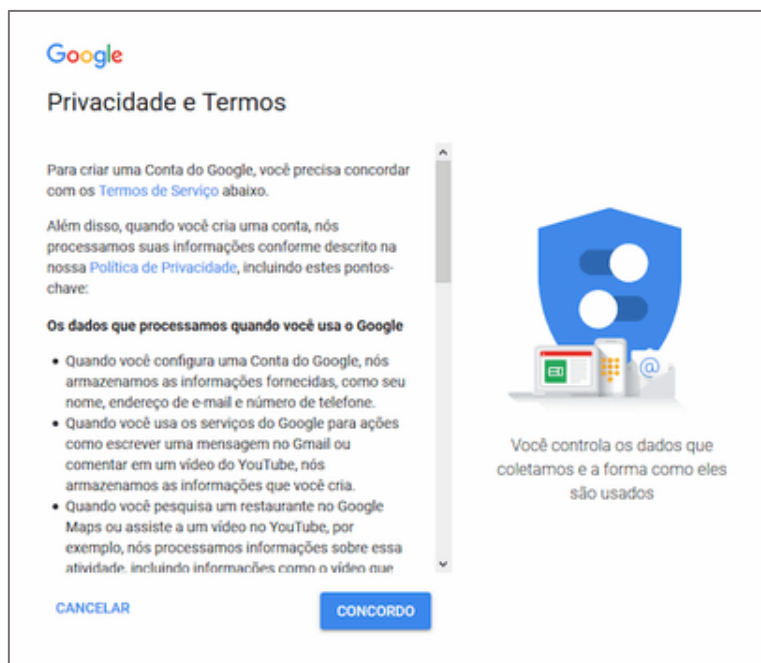 Google
Privacidade e Termos
Para criar uma Conta do Google, você precisa concordar
com os Termos de Serviço abaixo.
Além disso, quando você cria uma conta, nós
processamos suas informações conforme descrito na
nossa Política de Privacidade, incluindo estes pontos-
chave:
Os dados que processamos quando você usa o Google
• Quando você configura uma Conta do Google, nós
armazenamos as informações fornecidas, como seu
nome, endereço de e-mail e número de telefone.
• Quando você usa os serviços do Google para ações
como escrever uma mensagem no Gmail ou
comentar em um vídeo do YouTube, nós
armazenamos as informações que você cria.
• Quando você pesquisa um restaurante no Google
Maps ou assiste a um vídeo no YouTube, por
exemplo, nós processamos informações sobre essa
atividade, incluindo informações como o vídeo que
CANCELAR
CONCORDO
@
Você controla os dados que
coletamos e a forma como eles
são usados